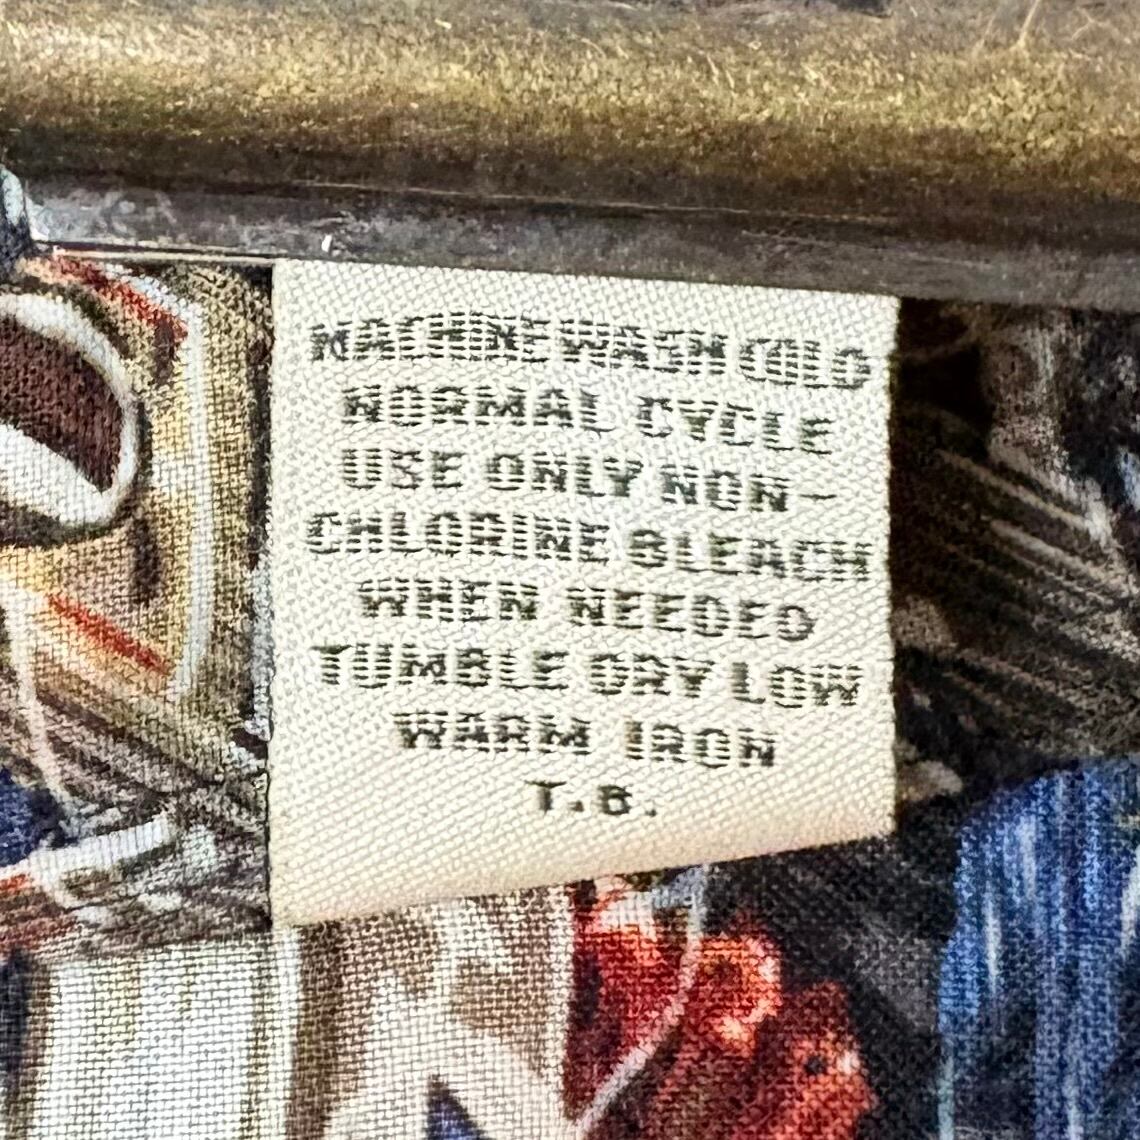 MACHINE WASH COLD
NORMAL CYCLE
USE ONLY NON-
CHLORINE BLEACH
WHEN NEEDED
TUMBLE DRY LOW
WARM IRON
T.B.